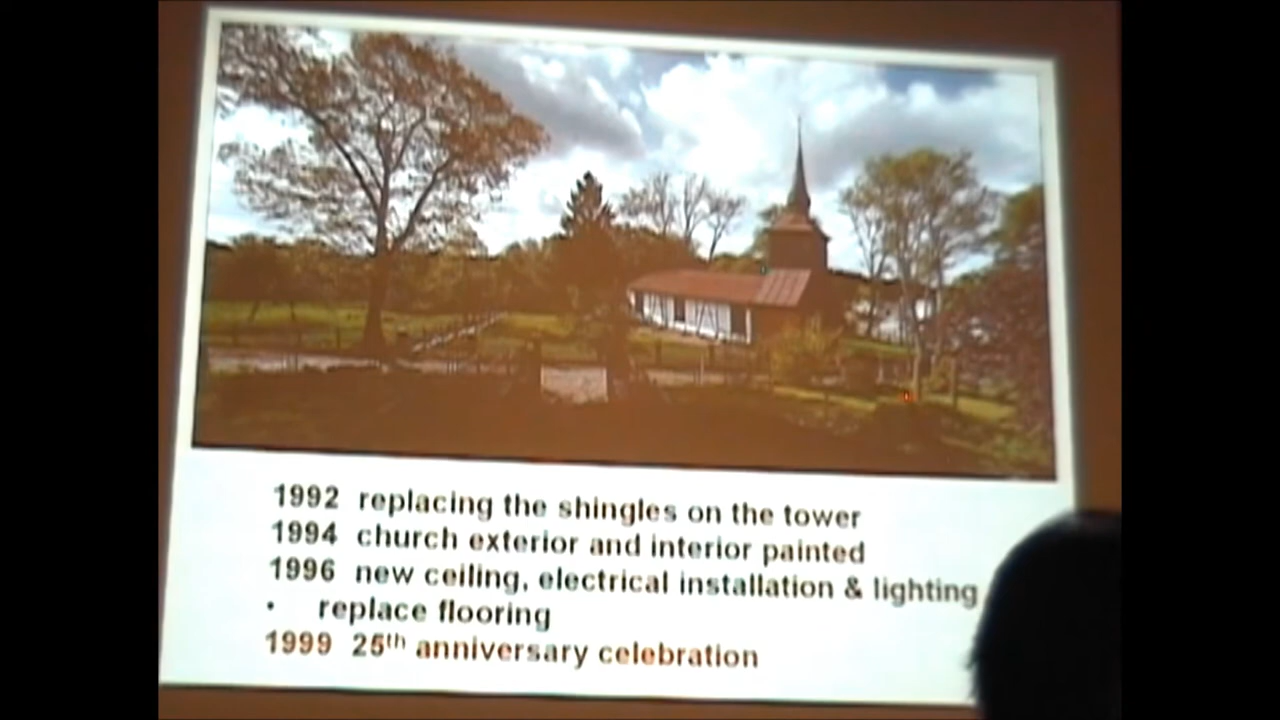 1992 replacing the shingles on the tower
1994 church exterior and interior painted
1996 new ceiling, electrical installation & lighting
• replace flooring
1999 25th anniversary celebration